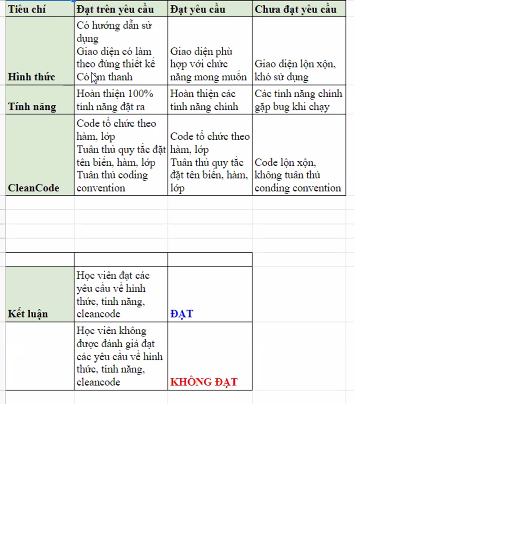 Tiêu chí Đạt trên yêu cầu Đạt yêu cầu Chưa đạt yêu cầu
Có hướng dẫn sử
dụng
Giao diện có làm
theo đúng thiết kế
Có âm thanh
Giao diện phù
hợp với chức
năng mong muốn
Giao diện lộn xộn,
khó sử dụng
Hình thức
Tính năng
Hoàn thiện 100%
tính năng đặt ra
Hoàn thiện các
tính năng chính
Các tính năng chính
gặp bug khi chạy
CleanCode
Code tổ chức theo
hàm, lớp
Tuân thủ quy tắc đặt
tên biến, hàm, lớp
Tuân thủ coding
convention
Code tổ chức theo
hàm, lớp
Tuân thủ quy tắc
đặt tên biến, hàm,
lớp
Code lộn xộn,
không tuân thủ
conding convention
Kết luận
Học viên đạt các
yêu cầu về hình
thức, tính năng,
cleancode
ĐẠT
Học viên không
được đánh giá đạt
các yêu cầu về hình
thức, tính năng,
cleancode
KHÔNG ĐẠT